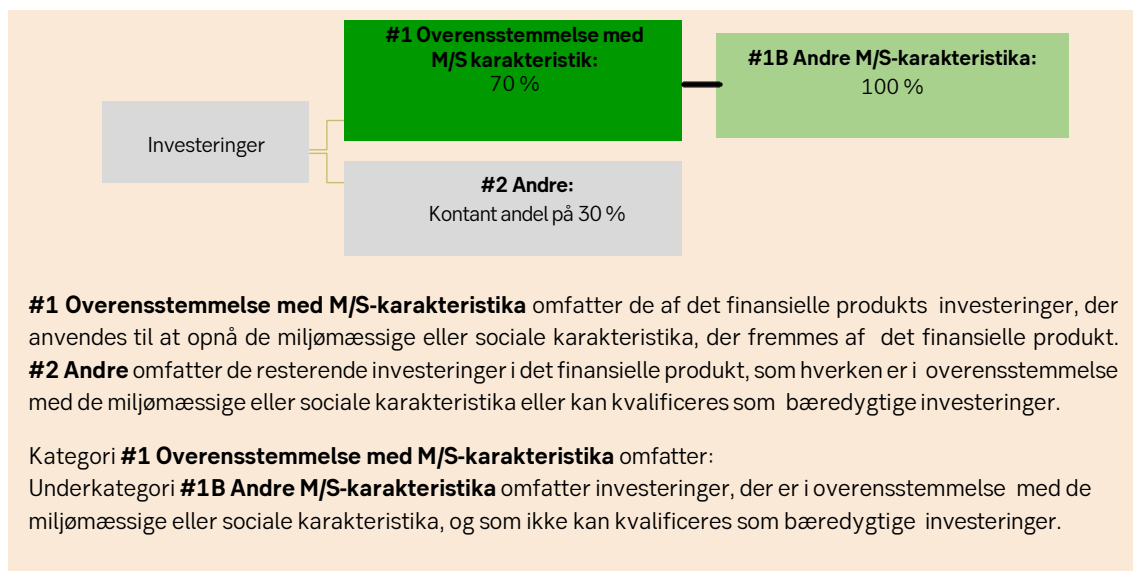 #1 Overensstemmelse med
M/S karakteristik:
70 %
#1B Andre M/S-karakteristika:
100 %
Investeringer
#2 Andre:
Kontant andel på 30 %
#1 Overensstemmelse med M/S-karakteristika omfatter de af det finansielle produkts investeringer, der
anvendes til at opnå de miljømæssige eller sociale karakteristika, der fremmes af det finansielle produkt.
#2 Andre omfatter de resterende investeringer i det finansielle produkt, som hverken er i overensstemmelse
med de miljømæssige eller sociale karakteristika eller kan kvalificeres som bæredygtige investeringer.
Kategori #1 Overensstemmelse med M/S-karakteristika omfatter:
Underkategori #1B Andre M/S-karakteristika omfatter investeringer, der er i overensstemmelse med de
miljømæssige eller sociale karakteristika, og som ikke kan kvalificeres som bæredygtige investeringer.